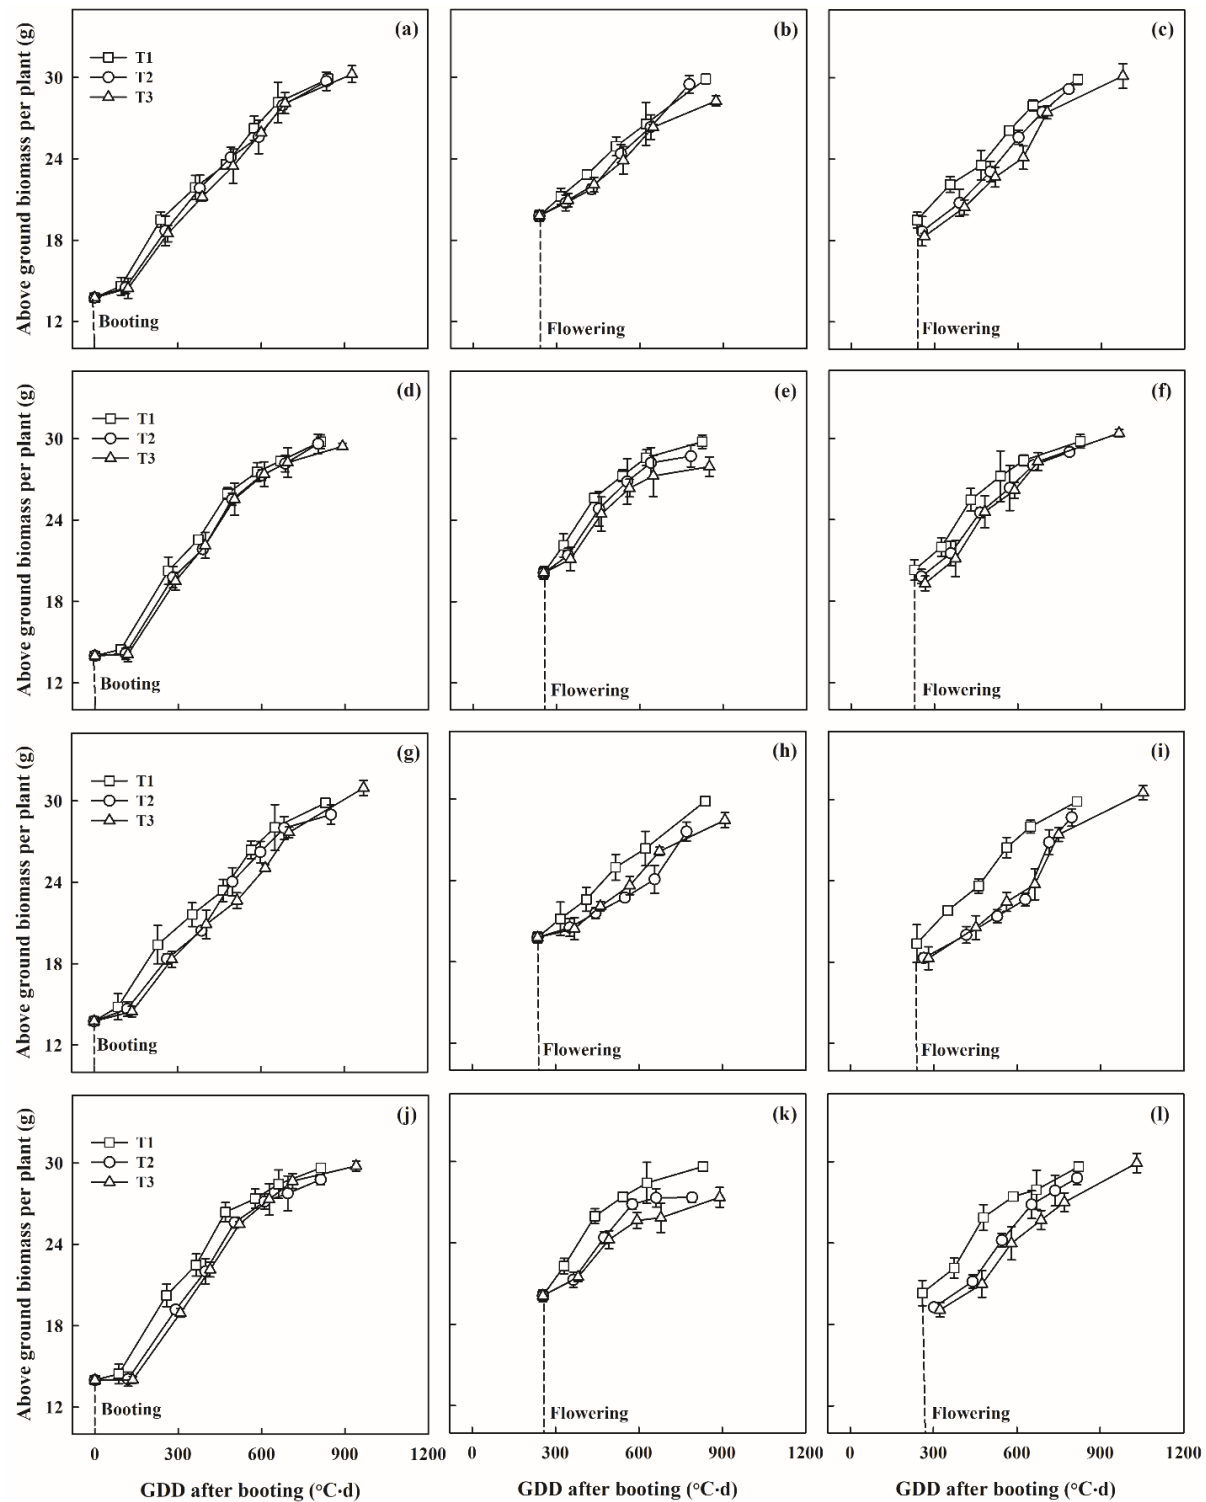 (a)
T1
T2
T3
30
24
18
12
Above ground biomass per plant (g)
Booting
(b)
Flowering
(c)
Flowering
(d)
T1
T2
T3
30
24
18
12
Above ground biomass per plant (g)
Booting
(e)
Flowering
(f)
Flowering
(g)
T1
T2
T3
30
24
18
12
Above ground biomass per plant (g)
Booting
(h)
Flowering
(i)
Flowering
(j)
T1
T2
T3
30
24
18
12
Above ground biomass per plant (g)
Booting
0 300 600 900 1200
GDD after booting (°C·d)
(k)
Flowering
0 300 600 900 1200
GDD after booting (°C·d)
(l)
Flowering
0 300 600 900 1200
GDD after booting (°C·d)